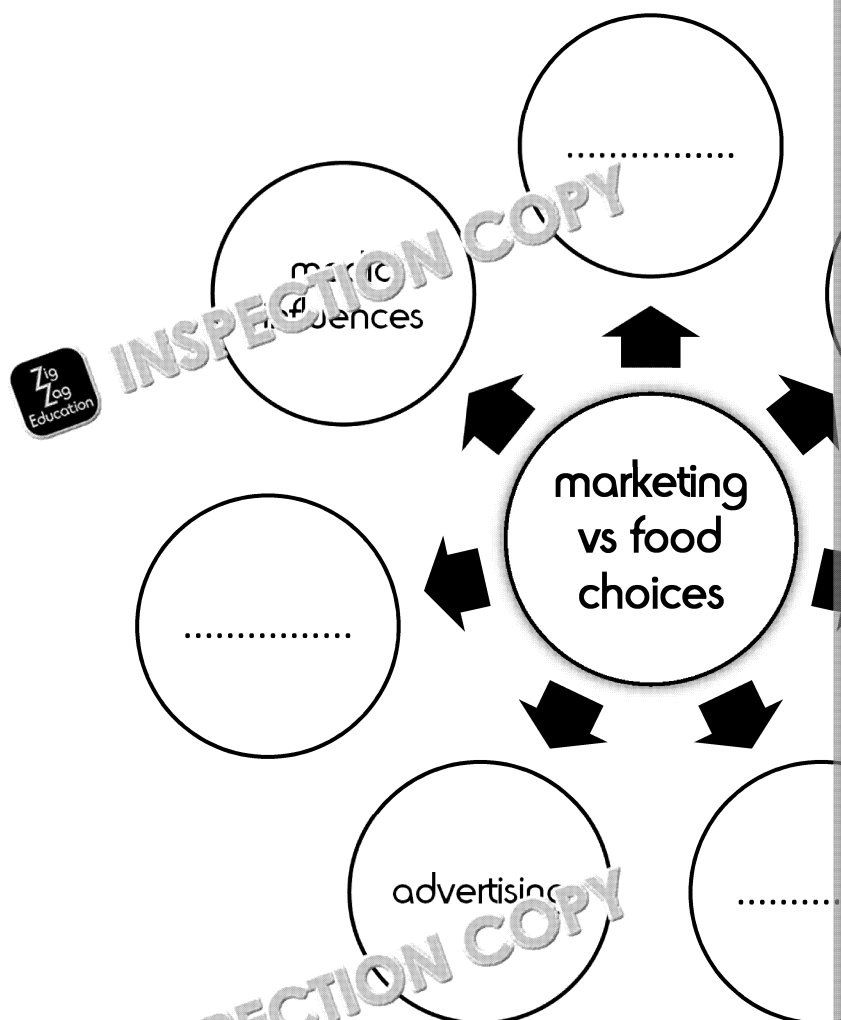 ................
media
influences
INSPECTION COPY
Zig
Zag
Education
marketing
vs food
choices
................
advertising
..........
INSPECTION COPY